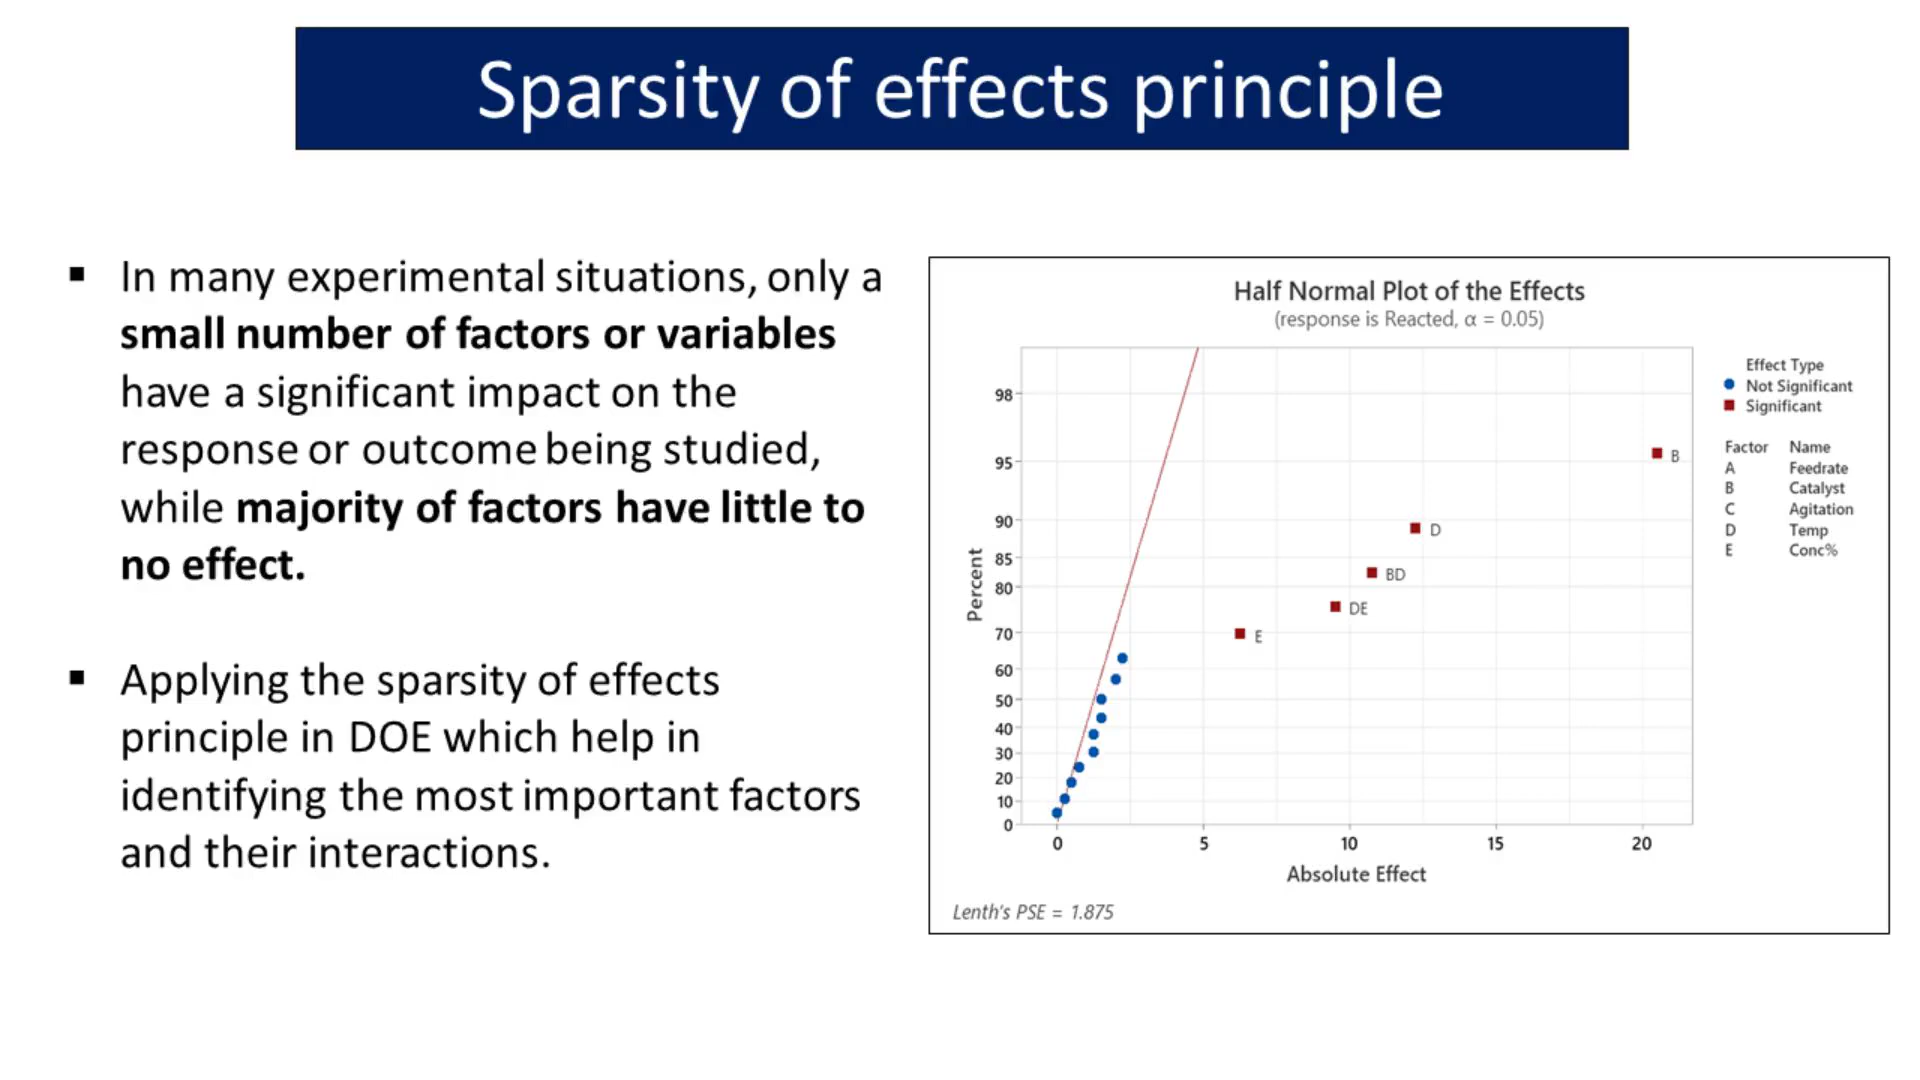 Sparsity of effects principle
▪ In many experimental situations, only a
small number of factors or variables
have a significant impact on the
response or outcome being studied,
while majority of factors have little to
no effect.
▪ Applying the sparsity of effects
principle in DOE which help in
identifying the most important factors
and their interactions.
Half Normal Plot of the Effects
(response is Reacted, α = 0.05)
Percent
98
95
90
85
80
70
60
50
40
30
20
10
0
B
D
BD
DE
E
0 5 10 15 20
Absolute Effect
Lenth's PSE = 1.875
Effect Type
Not Significant
Significant
Factor Name
A Feedrate
B Catalyst
C Agitation
D Temp
E Conc%